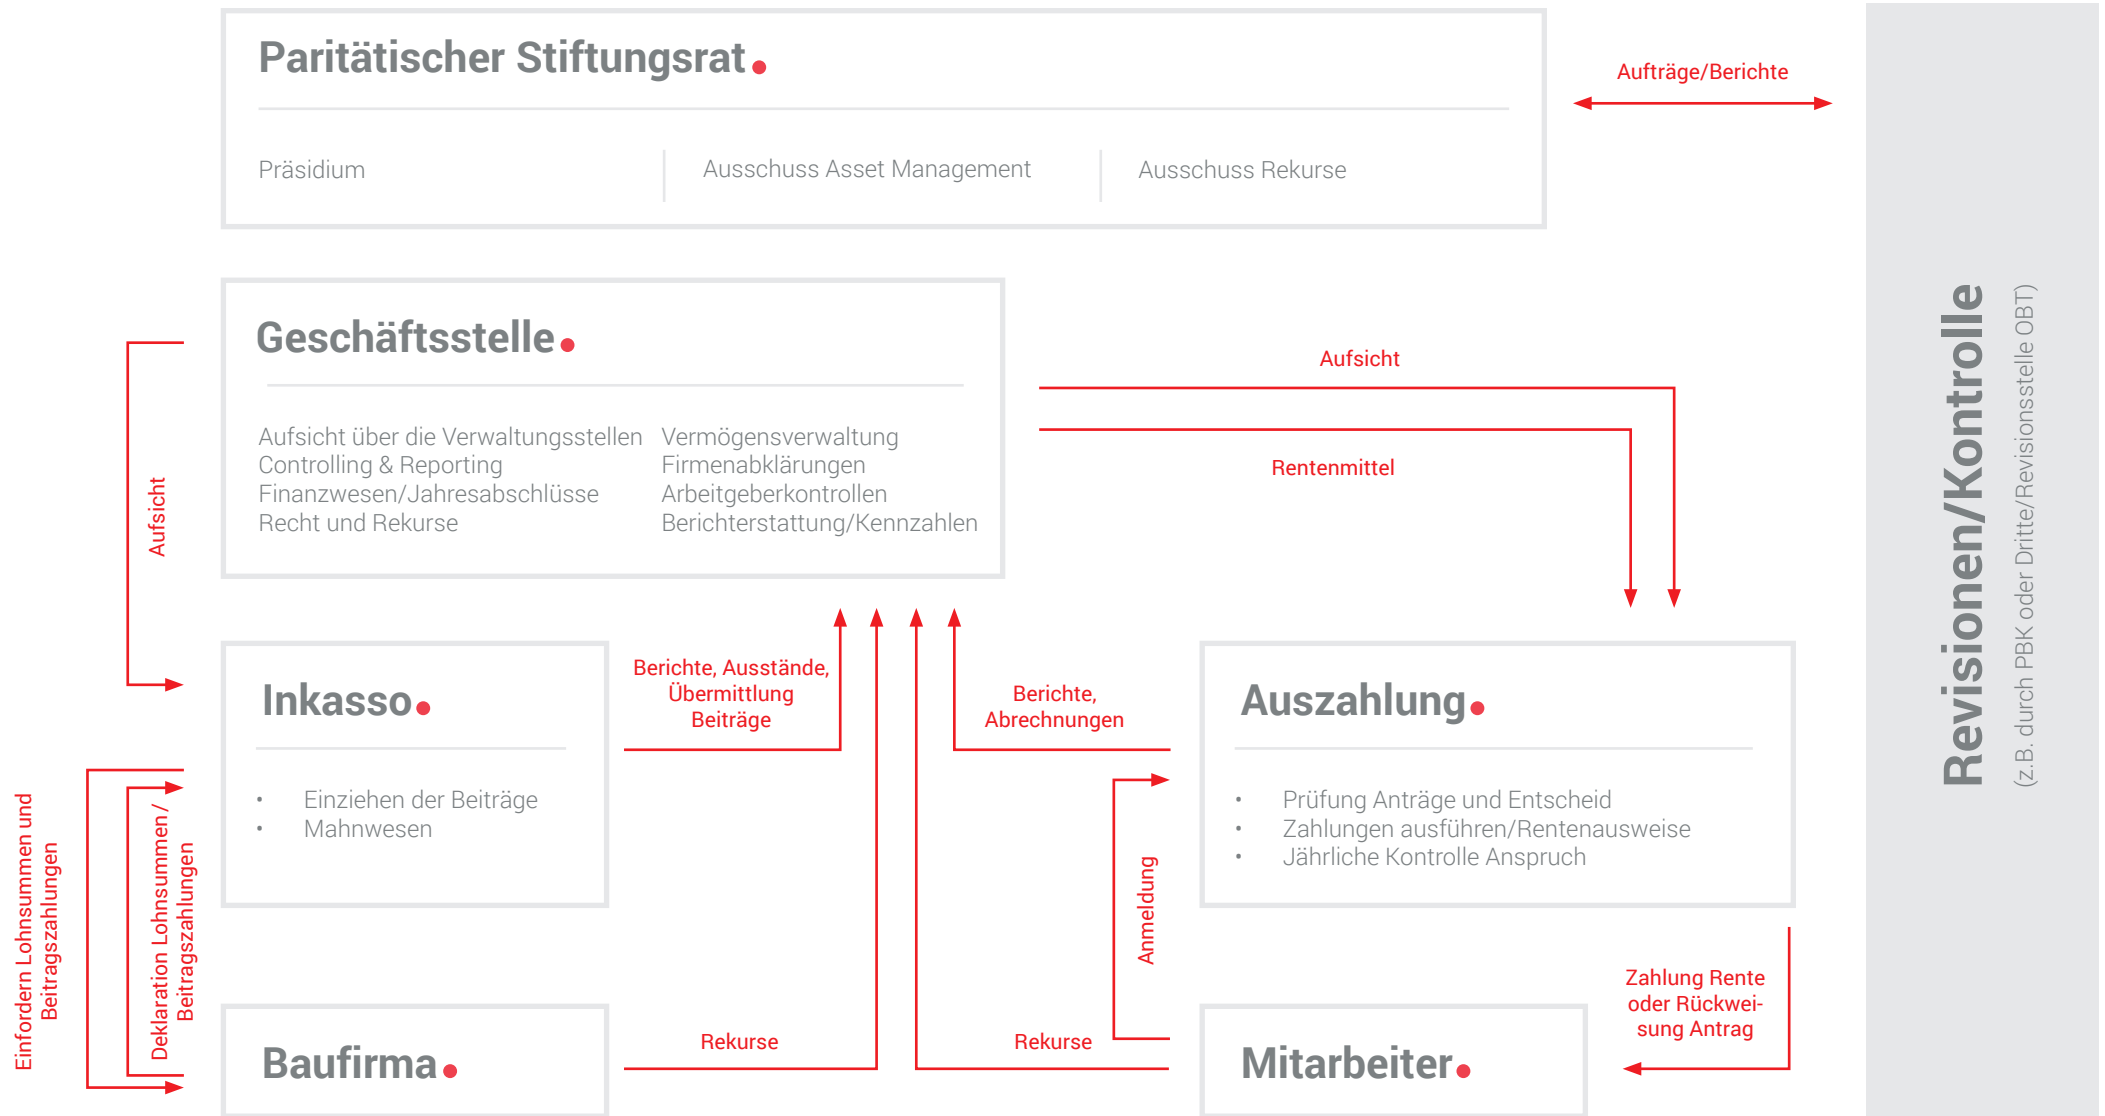 Paritätischer Stiftungsrat
Präsidium
Ausschuss Asset Management
Ausschuss Rekurse
Aufträge/Berichte
Geschäftsstelle
Aufsicht über die Verwaltungsstellen
Controlling & Reporting
Finanzwesen/Jahresabschlüsse
Recht und Rekurse
Vermögensverwaltung
Firmenabklärungen
Arbeitgeberkontrollen
Berichterstattung/Kennzahlen
Aufsicht
Aufsicht
Rentenmittel
Inkasso
• Einziehen der Beiträge
• Mahnwesen
Berichte, Ausstände,
Übermittlung
Beiträge
Berichte,
Abrechnungen
Auszahlung
• Prüfung Anträge und Entscheid
• Zahlungen ausführen/Rentenausweise
• Jährliche Kontrolle Anspruch
Einfordern Lohnsummen und
Beitragszahlungen
Deklaration Lohnsummen /
Beitragszahlungen
Anmeldung
Zahlung Rente
oder Rückwei-
sung Antrag
Baufirma
Rekurse
Rekurse
Mitarbeiter
Revisionen/Kontrolle
(z.B. durch PBK oder Dritte/Revisionsstelle OBT)